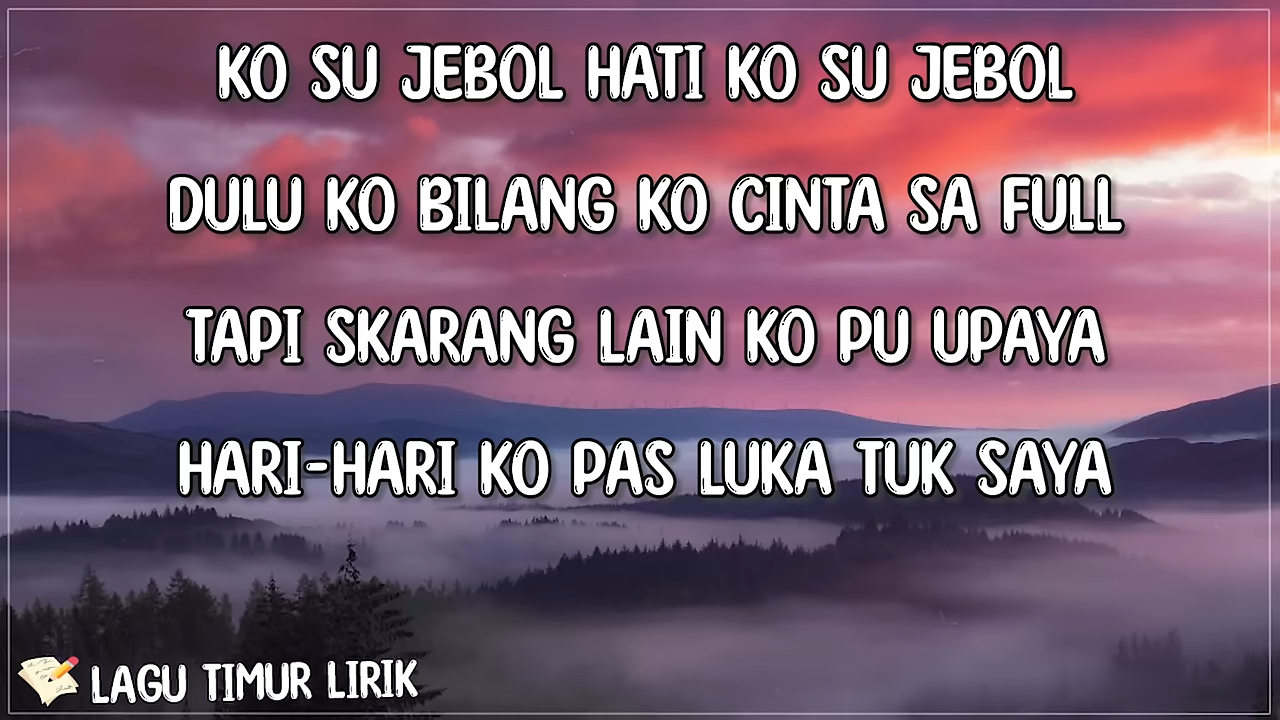 KO SU JEBOL HATI KO SU JEBOL
DULU KO BILANG KO CINTA SA FULL
TAPI SKARANG LAIN KO PU UPAYA
HARI-HARI KO PAS LUKA TUK SAYA
LAGU TIMUR LIRIK